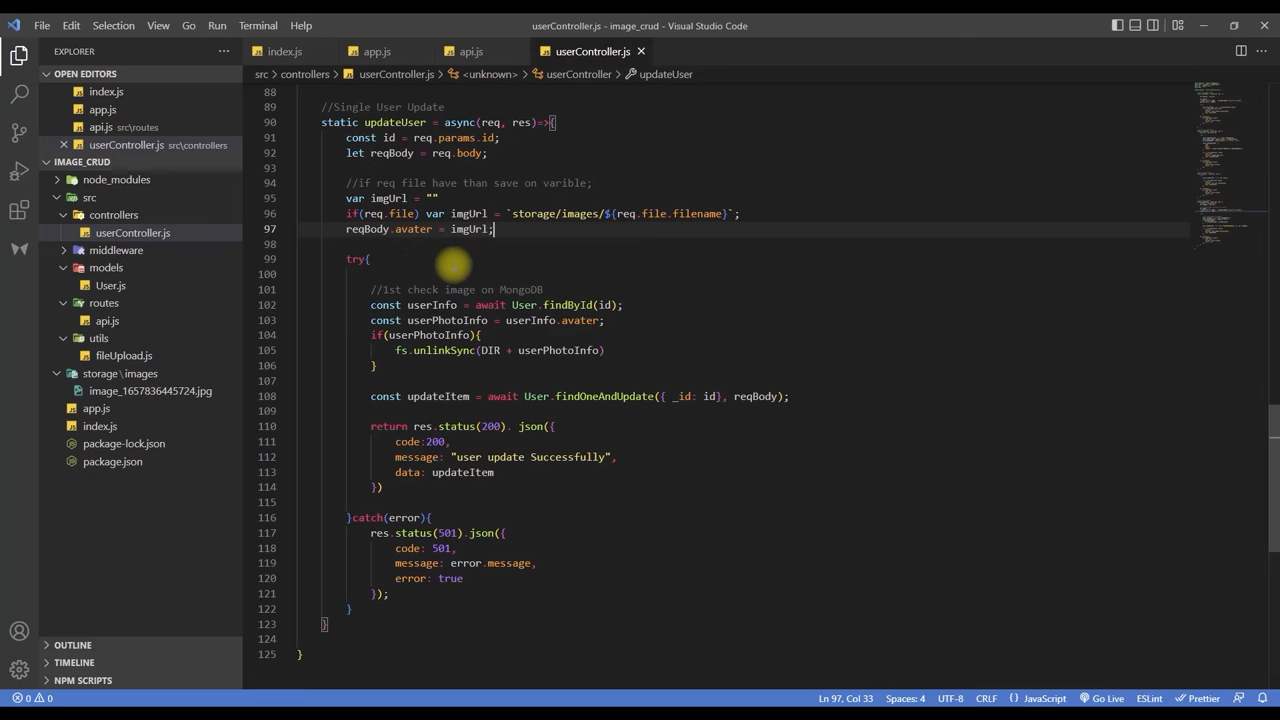 File Edit Selection View Go Run Terminal Help
userController.js - image_crud - Visual Studio Code
EXPLORER
OPEN EDITORS
index.js
app.js
api.js src\routes
userController.js src\controllers
IMAGE_CRUD
node_modules
src
controllers
userController.js
middleware
models
User.js
routes
api.js
utils
fileUpload.js
storage\images
image_1657836445724.jpg
app.js
index.js
package-lock.json
package.json
OUTLINE
TIMELINE
NPM SCRIPTS
index.js app.js api.js userController.js
src > controllers > userController.js > <unknown> > userController > updateUser
88
89 //Single User Update
90 static updateUser = async(req, res)=>{
91 const id = req.params.id;
92 let reqBody = req.body;
93
94 //if req file have than save on varible;
95 var imgUrl = ""
96 if(req.file) var imgUrl = `storage/images/${req.file.filename}`;
97 reqBody.avater = imgUrl;
98
99 try{
100
101 //1st check image on MongoDB
102 const userInfo = await User.findById(id);
103 const userPhotoInfo = userInfo.avater;
104 if(userPhotoInfo){
105 fs.unlinkSync(DIR + userPhotoInfo)
106 }
107
108 const updateItem = await User.findOneAndUpdate({ _id: id}, reqBody);
109
110 return res.status(200). json({
111 code:200,
112 message: "user update Successfully",
113 data: updateItem
114 })
115
116 }catch(error){
117 res.status(501).json({
118 code: 501,
119 message: error.message,
120 error: true
121 });
122 }
123 }
124
125 }
0 0 Ln 97, Col 33 Spaces: 4 UTF-8 CRLF {} JavaScript Go Live ESLint Prettier